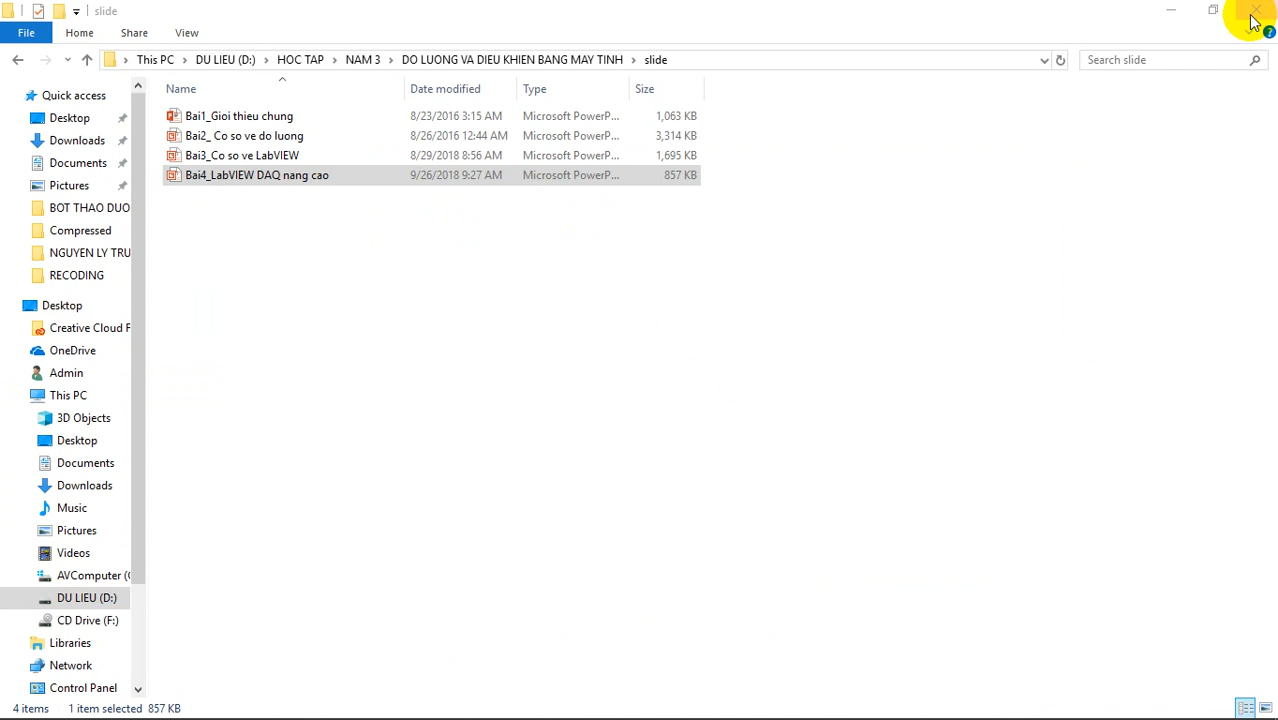 slide
File Home Share View
This PC DU LIEU (D:) HOC TAP NAM 3 DO LUONG VA DIEU KHIEN BANG MAY TINH slide
Search slide
Name Date modified Type Size
Bai1_Gioi thieu chung 8/23/2016 3:15 AM Microsoft PowerP... 1,063 KB
Bai2_ Co so ve do luong 8/26/2016 12:44 AM Microsoft PowerP... 3,314 KB
Bai3_Co so ve LabVIEW 8/29/2018 8:56 AM Microsoft PowerP... 1,695 KB
Bai4_LabVIEW DAQ nang cao 9/26/2018 9:27 AM Microsoft PowerP... 857 KB
Quick access
Desktop
Downloads
Documents
Pictures
BOT THAO DUO
Compressed
NGUYEN LY TRU
RECODING
Desktop
Creative Cloud F
OneDrive
Admin
This PC
3D Objects
Desktop
Documents
Downloads
Music
Pictures
Videos
AVComputer (
DU LIEU (D:)
CD Drive (F:)
Libraries
Network
Control Panel
4 items 1 item selected 857 KB